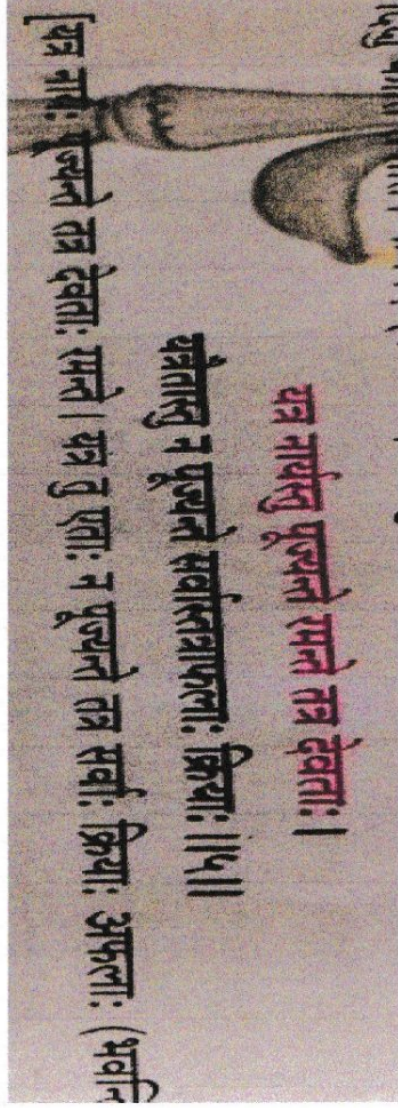 यत्र नार्यस्तु पूज्यन्ते रमन्ते तत्र देवताः ।
यत्रैतास्तु न पूज्यन्ते सर्वास्तत्राफलाः क्रियाः ॥५॥
[यत्र नार्यः पूज्यन्ते तत्र देवताः रमन्ते । यत्र तु एताः न पूज्यन्ते तत्र सर्वाः क्रियाः अफलाः (भवन्ति